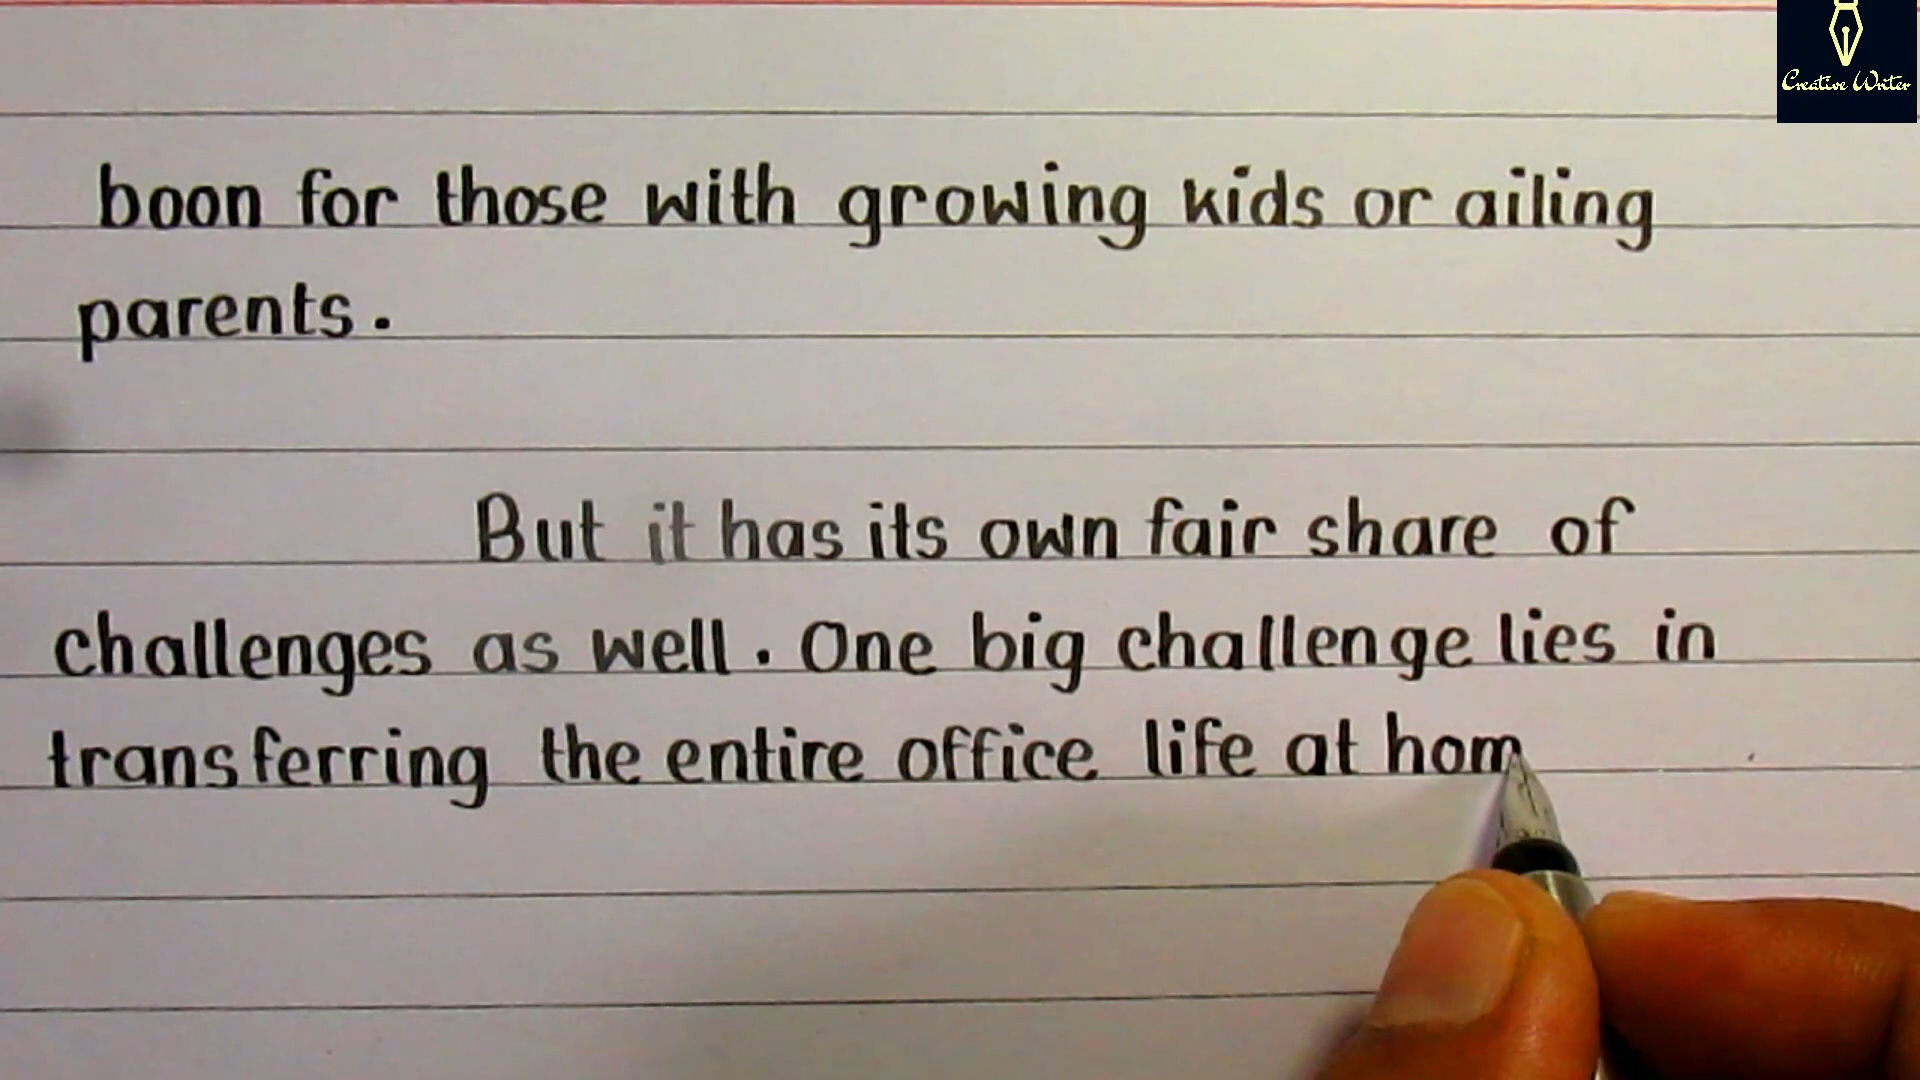 Creative Writer
boon for those with growing kids or ailing
parents.
But it has its own fair share of
challenges as well. One big challenge lies in
transferring the entire office life at hom